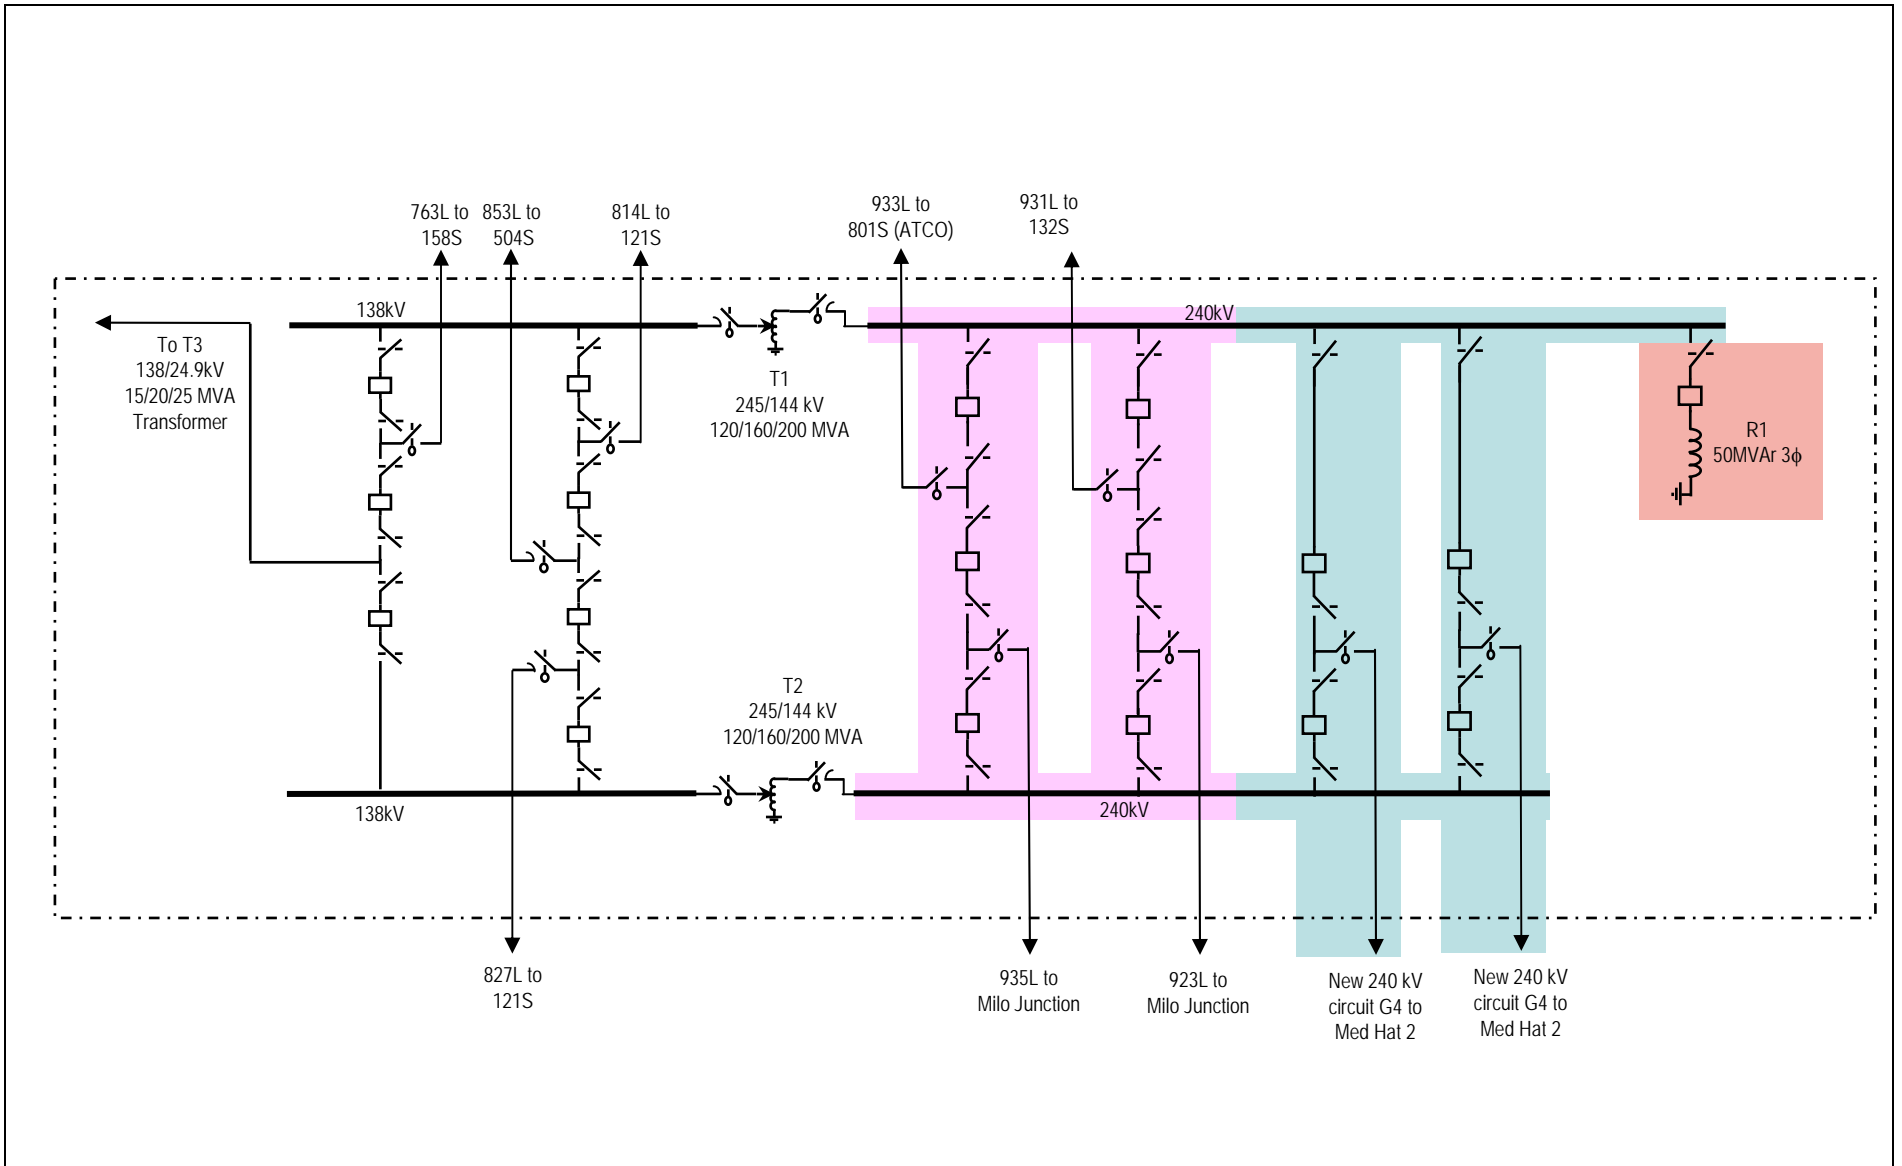 763L to
158S
853L to
504S
814L to
121S
933L to
801S (ATCO)
931L to
132S
138kV
240kV
To T3
138/24.9kV
15/20/25 MVA
Transformer
T1
245/144 kV
120/160/200 MVA
R1
50MVAr 3ϕ
T2
245/144 kV
120/160/200 MVA
138kV
240kV
827L to
121S
935L to
Milo Junction
923L to
Milo Junction
New 240 kV
circuit G4 to
Med Hat 2
New 240 kV
circuit G4 to
Med Hat 2